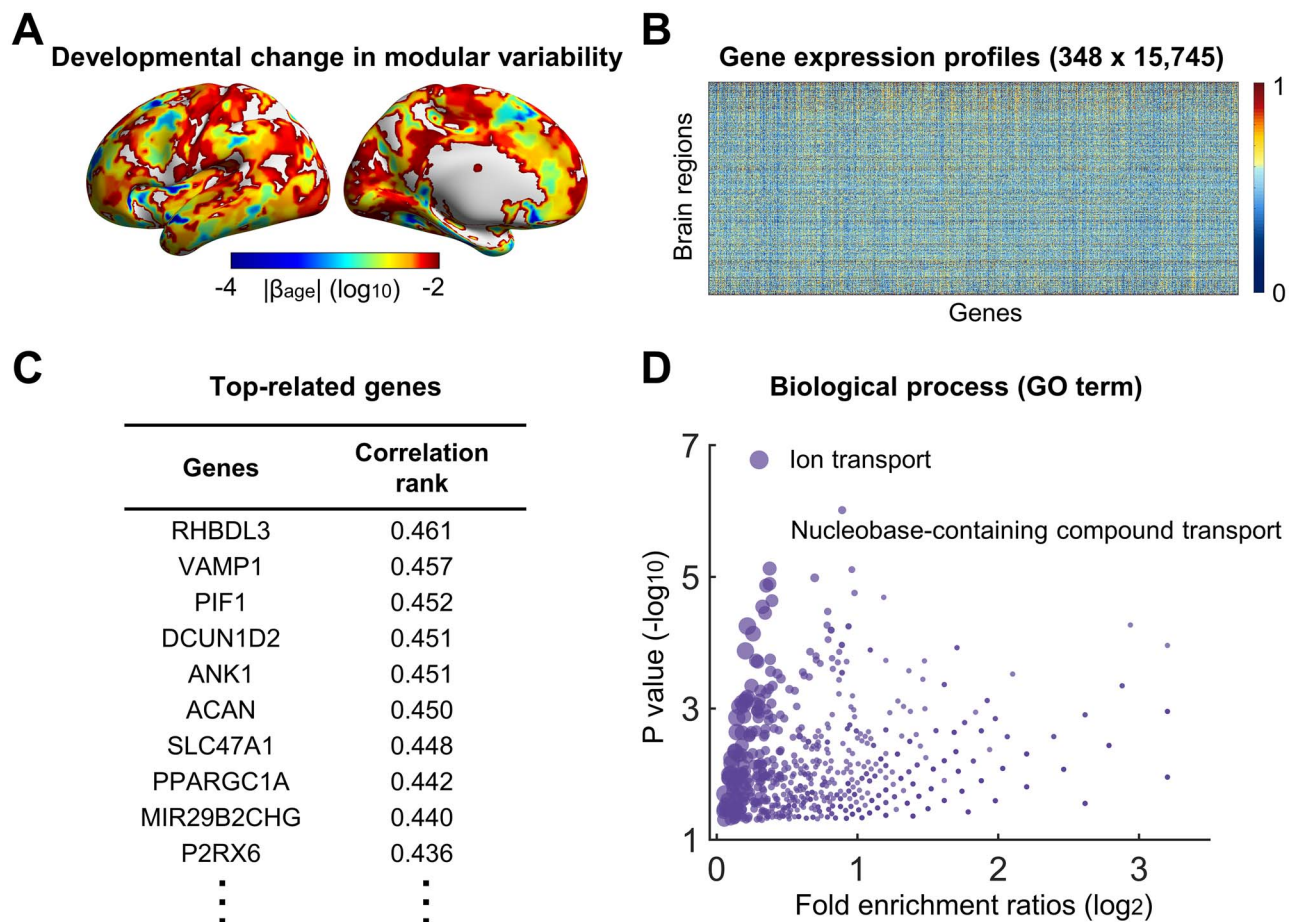 A
Developmental change in modular variability
-4 |βage| (log10) -2
B
Gene expression profiles (348 x 15,745)
Brain regions
1
0
Genes
C
Top-related genes
Genes Correlation
rank
RHBDL3 0.461
VAMP1 0.457
PIF1 0.452
DCUN1D2 0.451
ANK1 0.451
ACAN 0.450
SLC47A1 0.448
PPARGC1A 0.442
MIR29B2CHG 0.440
P2RX6 0.436
⋮ ⋮
D
Biological process (GO term)
P value (-log10)
7
Ion transport
Nucleobase-containing compound transport
5
3
1
0 1 2 3
Fold enrichment ratios (log2)